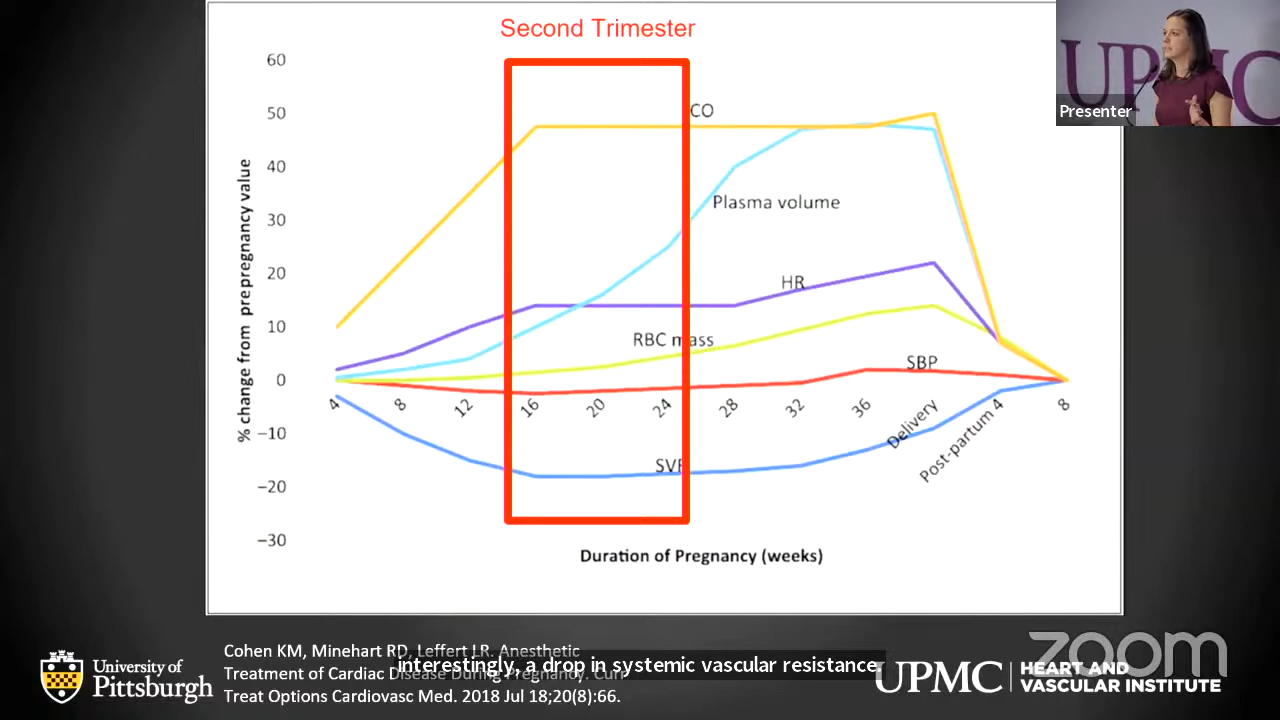 Second Trimester
60
50
40
30
20
10
0
−10
−20
−30
% change from prepregnancy value
CO
Plasma volume
HR
RBC mass
SBP
SVR
4
8
12
16
20
24
28
32
36
Delivery
Post-partum 4
8
Duration of Pregnancy (weeks)
UPMC
Presenter
University of
Pittsburgh
Cohen KM, Minehart RD, Leffert LR. Anesthetic
Treatment of Cardiac Disease During Pregnancy. Curr
Treat Options Cardiovasc Med. 2018 Jul 18;20(8):66.
interestingly, a drop in systemic vascular resistance
UPMC
HEART AND
VASCULAR INSTITUTE
zoom